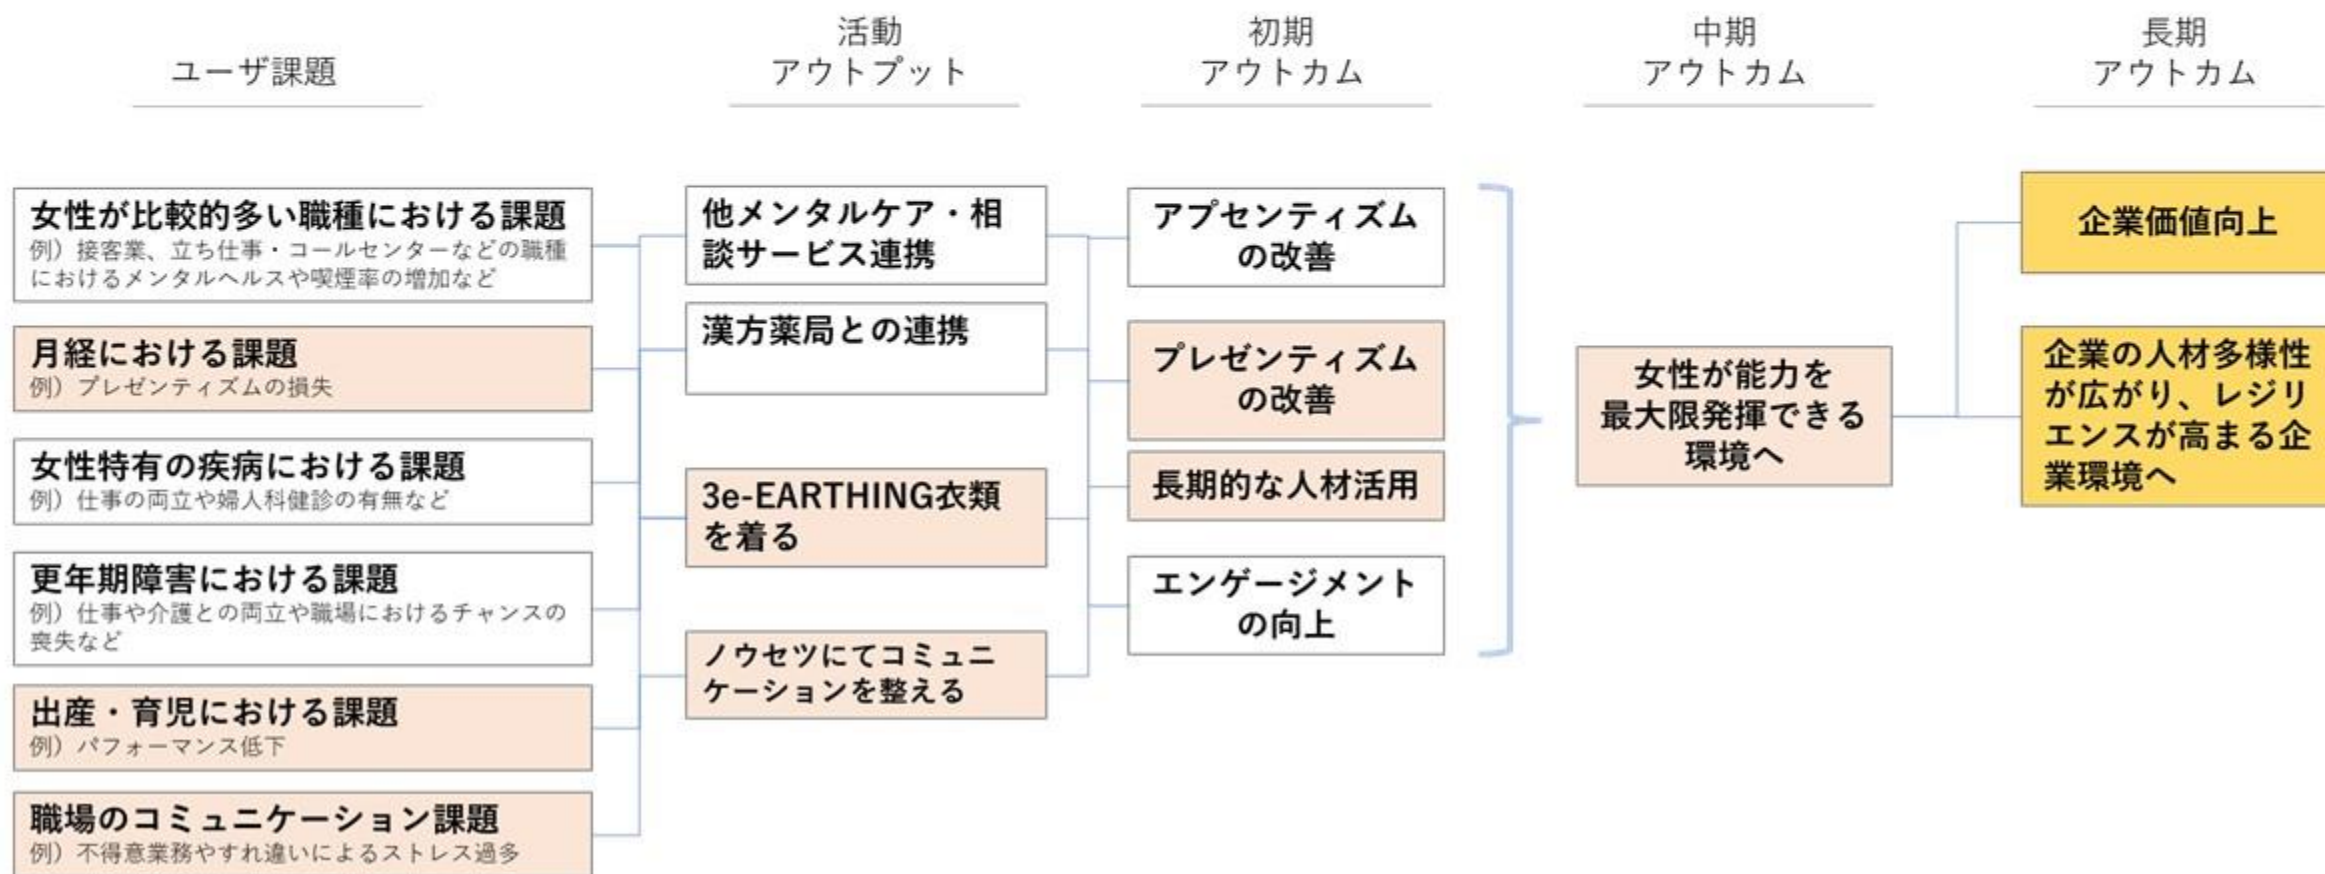 ユーザ課題
活動
アウトプット
初期
アウトカム
中期
アウトカム
長期
アウトカム
女性が比較的多い職種における課題
例）接客業、立ち仕事・コールセンターなどの職種
におけるメンタルヘルスや喫煙率の増加など
月経における課題
例）プレゼンティズムの損失
女性特有の疾病における課題
例）仕事の両立や婦人科健診の有無など
更年期障害における課題
例）仕事や介護との両立や職場におけるチャンスの
喪失など
出産・育児における課題
例）パフォーマンス低下
職場のコミュニケーション課題
例）不得意業務やすれ違いによるストレス過多
他メンタルケア・相
談サービス連携
漢方薬局との連携
3e-EARTHING衣類
を着る
ノウセツにてコミュニ
ケーションを整える
アプセンティズム
の改善
プレゼンティズム
の改善
長期的な人材活用
エンゲージメント
の向上
女性が能力を
最大限発揮できる
環境へ
企業価値向上
企業の人材多様性
が広がり、レジリ
エンスが高まる企
業環境へ